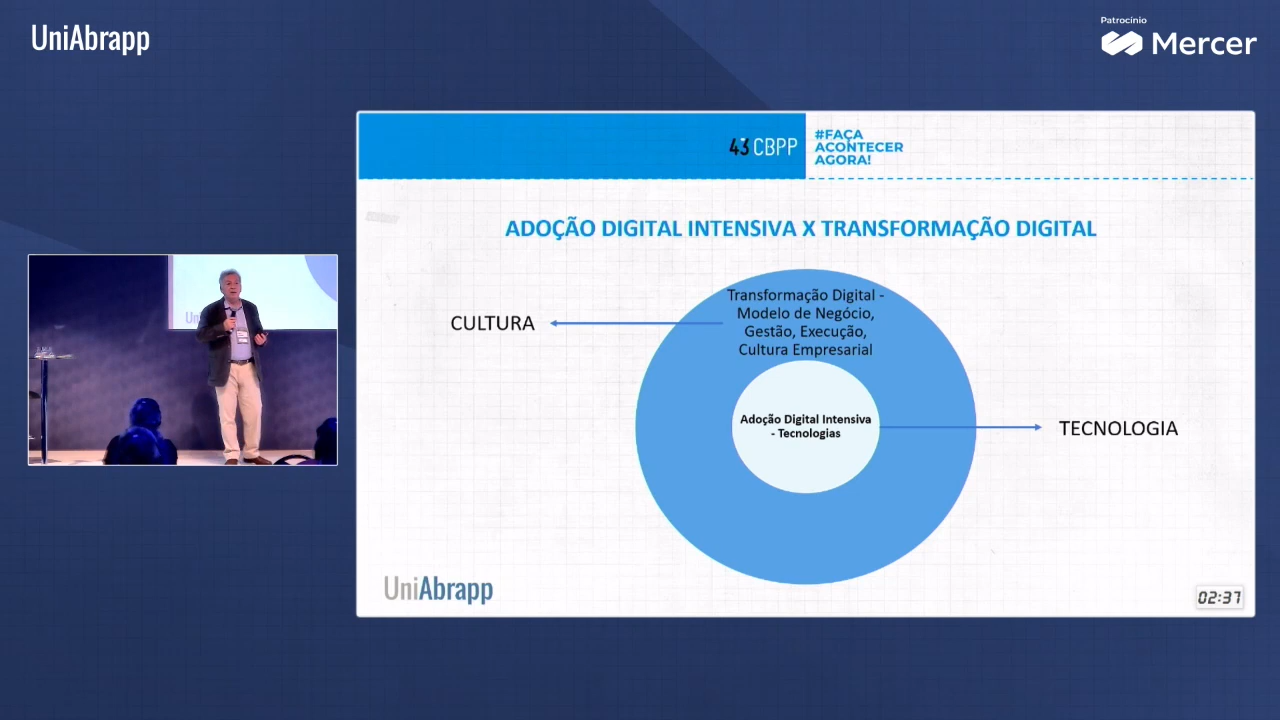 UniAbrapp
Patrocínio
Mercer
43 CBPP
#FAÇA
ACONTECER
AGORA!
ADOÇÃO DIGITAL INTENSIVA X TRANSFORMAÇÃO DIGITAL
Transformação Digital -
Modelo de Negócio,
Gestão, Execução,
Cultura Empresarial
CULTURA
Adoção Digital Intensiva
- Tecnologias
TECNOLOGIA
UniAbrapp
02:37